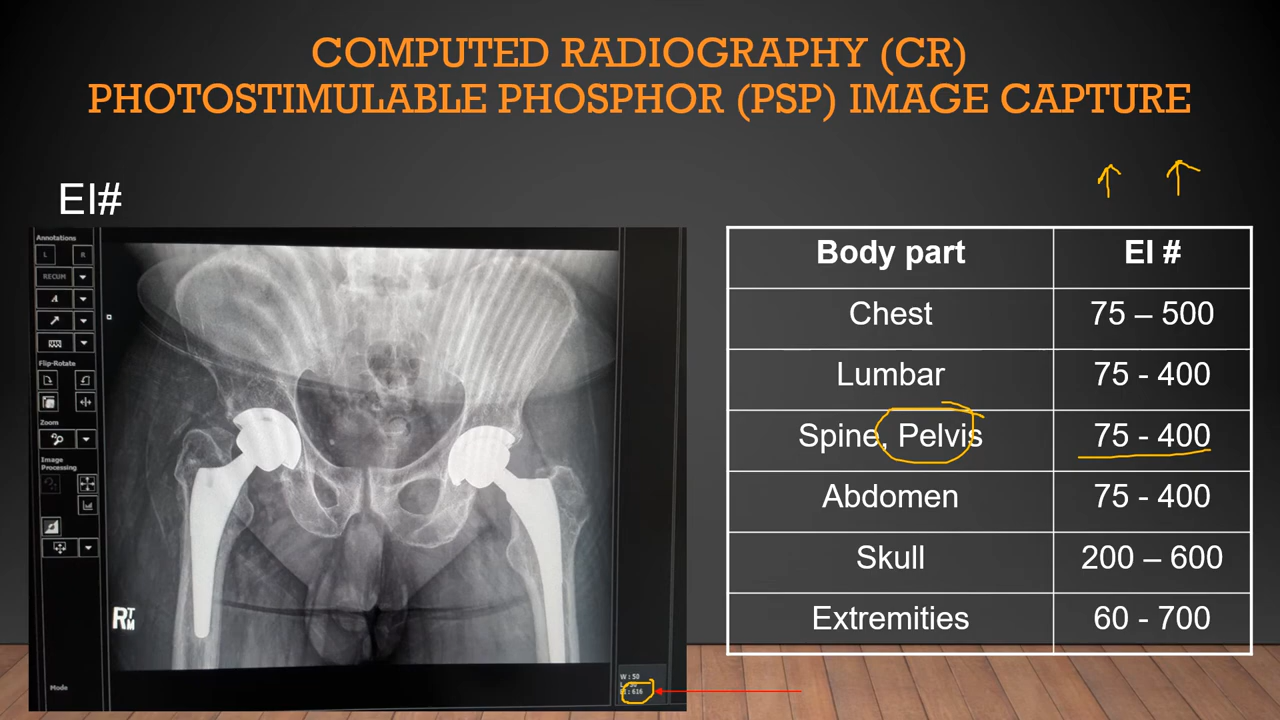 COMPUTED RADIOGRAPHY (CR)
PHOTOSTIMULABLE PHOSPHOR (PSP) IMAGE CAPTURE
EI#
Annotations
L R
RECUM
A
Flip-Rotate
Zoom
Image
Processing
Mode
RT
M
W : 50
: 616
Body part EI #
Chest 75 – 500
Lumbar 75 - 400
Spine, Pelvis 75 - 400
Abdomen 75 - 400
Skull 200 – 600
Extremities 60 - 700